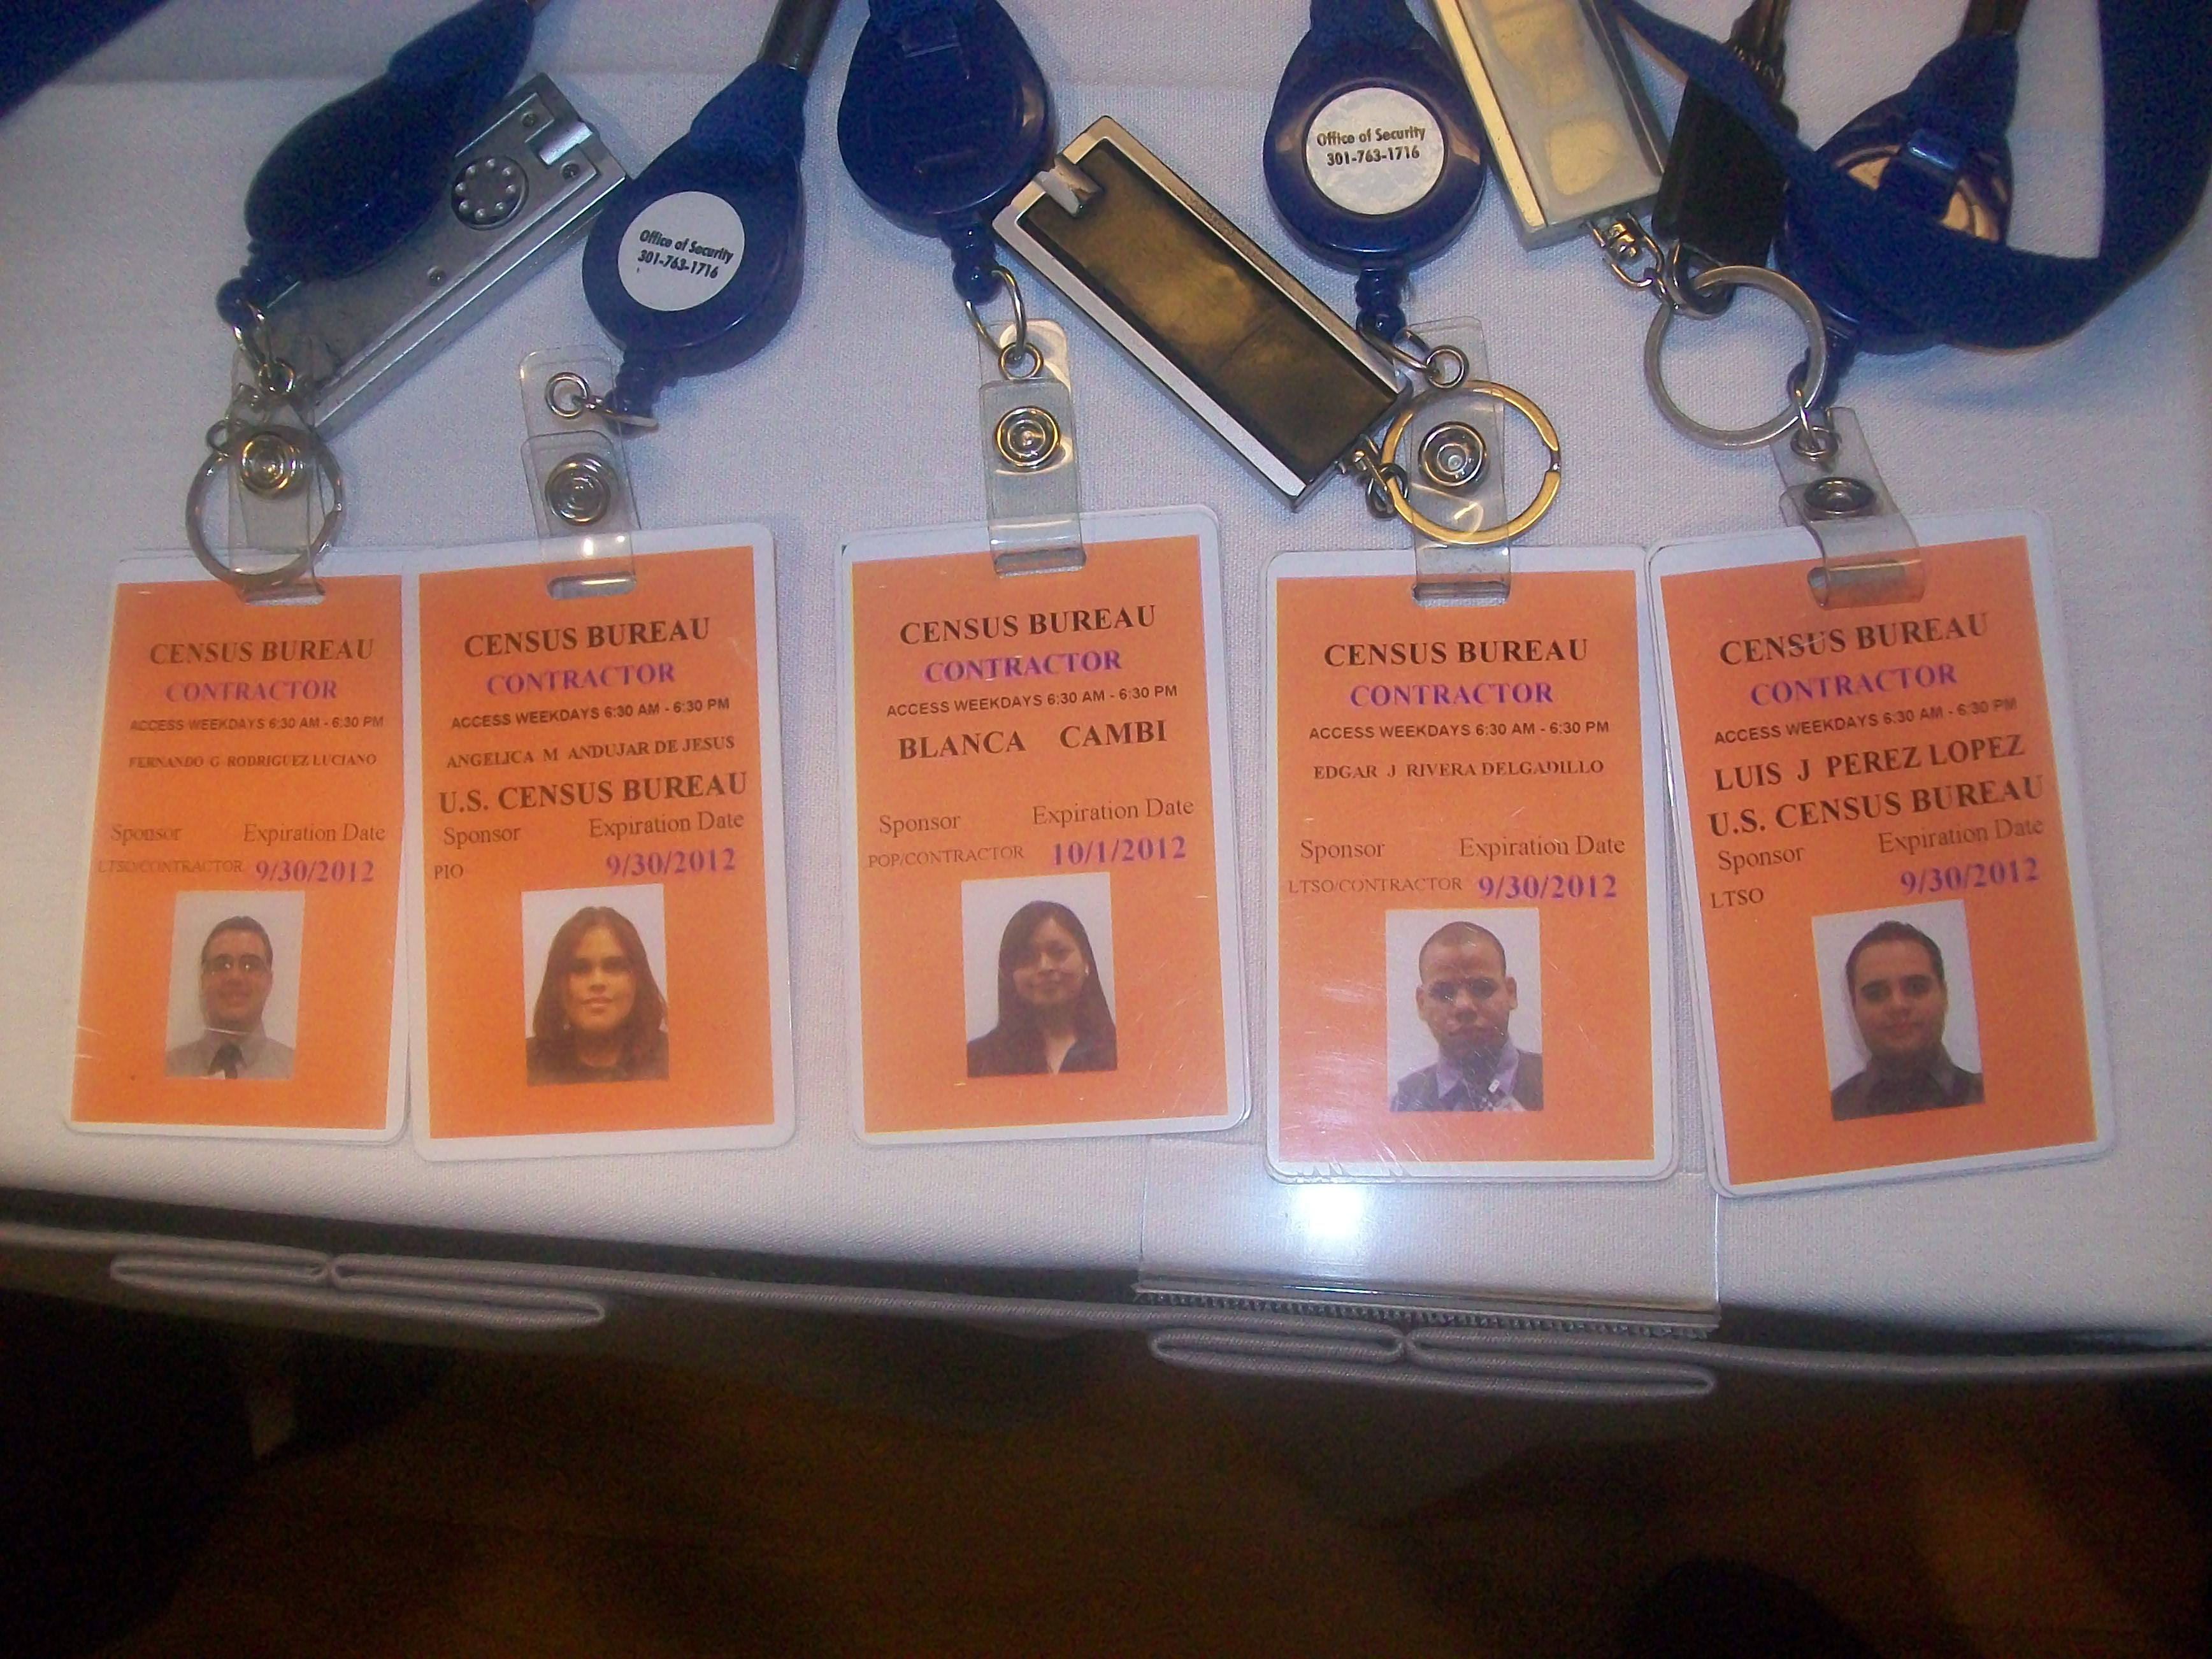 Office of Security
301-763-1716
Office of Security
301-763-1716
CENSUS BUREAU
CONTRACTOR
ACCESS WEEKDAYS 6:30 AM - 6:30 PM
FERNANDO G RODRIGUEZ LUCIANO
Sponsor Expiration Date
LTSO/CONTRACTOR 9/30/2012
CENSUS BUREAU
CONTRACTOR
ACCESS WEEKDAYS 6:30 AM - 6:30 PM
ANGELICA M ANDUJAR DE JESUS
U.S. CENSUS BUREAU
Sponsor Expiration Date
PIO 9/30/2012
CENSUS BUREAU
CONTRACTOR
ACCESS WEEKDAYS 6:30 AM - 6:30 PM
BLANCA CAMBI
Sponsor Expiration Date
POP/CONTRACTOR 10/1/2012
CENSUS BUREAU
CONTRACTOR
ACCESS WEEKDAYS 6:30 AM - 6:30 PM
EDGAR J RIVERA DELGADILLO
Sponsor Expiration Date
LTSO/CONTRACTOR 9/30/2012
CENSUS BUREAU
CONTRACTOR
ACCESS WEEKDAYS 6:30 AM - 6:30 PM
LUIS J PEREZ LOPEZ
U.S. CENSUS BUREAU
Sponsor Expiration Date
LTSO 9/30/2012